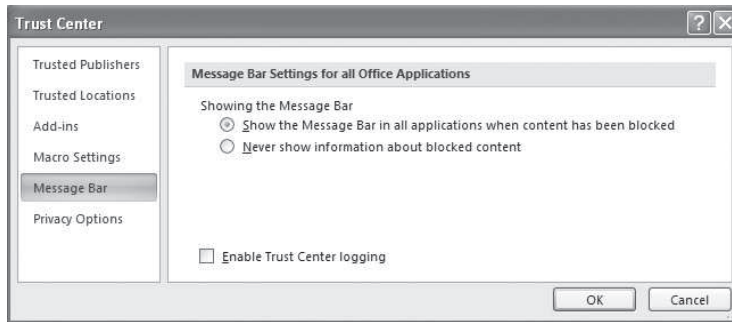 Trust Center
Trusted Publishers
Trusted Locations
Add-ins
Macro Settings
Message Bar
Privacy Options
Message Bar Settings for all Office Applications
Showing the Message Bar
Show the Message Bar in all applications when content has been blocked
Never show information about blocked content
Enable Trust Center logging
OK
Cancel